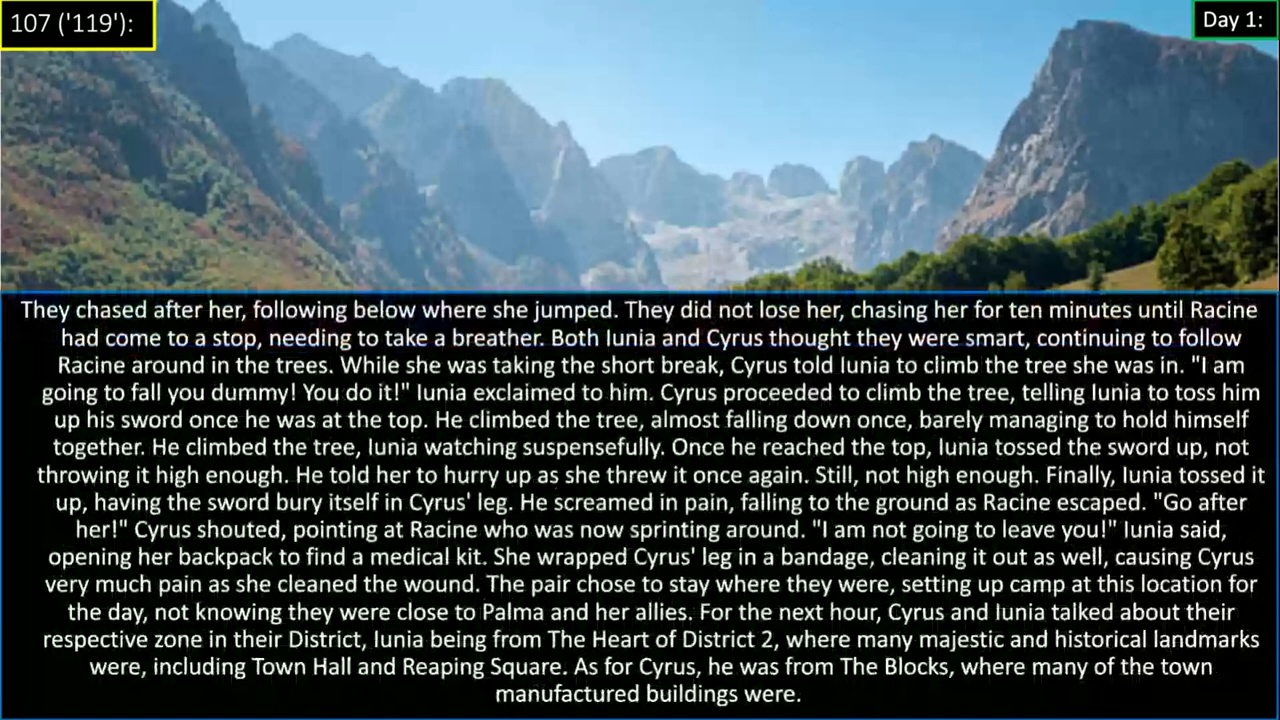 107 ('119'):
Day 1:
They chased after her, following below where she jumped. They did not lose her, chasing her for ten minutes until Racine
had come to a stop, needing to take a breather. Both Iunia and Cyrus thought they were smart, continuing to follow
Racine around in the trees. While she was taking the short break, Cyrus told Iunia to climb the tree she was in. "I am
going to fall you dummy! You do it!" Iunia exclaimed to him. Cyrus proceeded to climb the tree, telling Iunia to toss him
up his sword once he was at the top. He climbed the tree, almost falling down once, barely managing to hold himself
together. He climbed the tree, Iunia watching suspensefully. Once he reached the top, Iunia tossed the sword up, not
throwing it high enough. He told her to hurry up as she threw it once again. Still, not high enough. Finally, Iunia tossed it
up, having the sword bury itself in Cyrus' leg. He screamed in pain, falling to the ground as Racine escaped. "Go after
her!" Cyrus shouted, pointing at Racine who was now sprinting around. "I am not going to leave you!" Iunia said,
opening her backpack to find a medical kit. She wrapped Cyrus' leg in a bandage, cleaning it out as well, causing Cyrus
very much pain as she cleaned the wound. The pair chose to stay where they were, setting up camp at this location for
the day, not knowing they were close to Palma and her allies. For the next hour, Cyrus and Iunia talked about their
respective zone in their District, Iunia being from The Heart of District 2, where many majestic and historical landmarks
were, including Town Hall and Reaping Square. As for Cyrus, he was from The Blocks, where many of the town
manufactured buildings were.